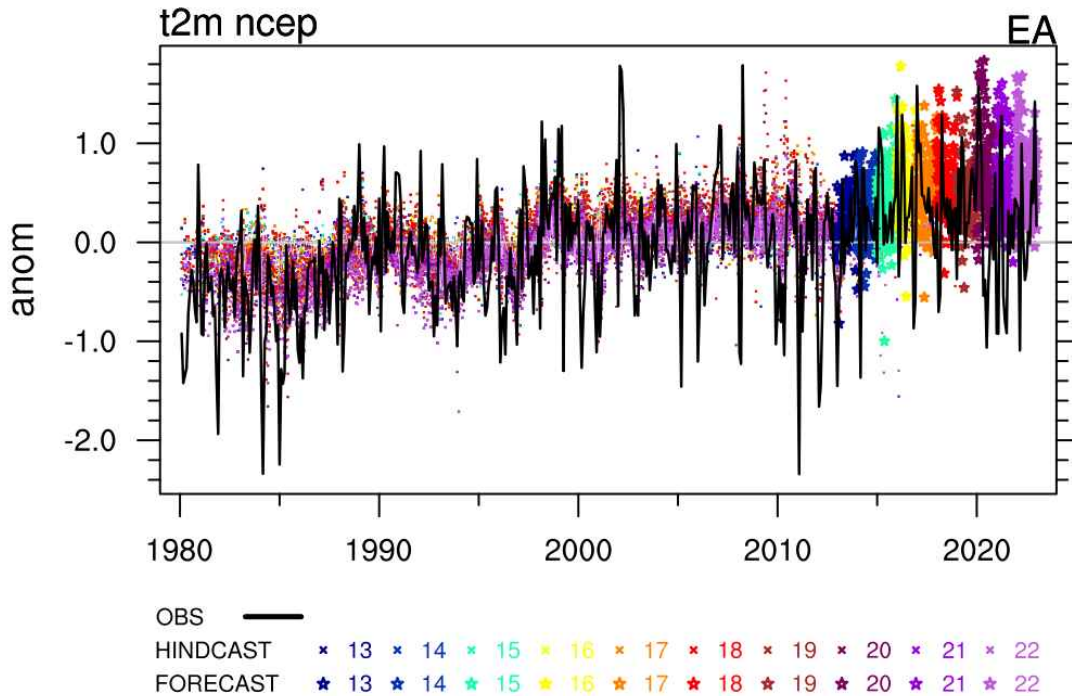 t2m ncep EA
anom
1.0
0.0
-1.0
-2.0
1980 1990 2000 2010 2020
OBS
HINDCAST × 13 × 14 × 15 × 16 × 17 × 18 × 19 × 20 × 21 × 22
FORECAST ☆ 13 ☆ 14 ☆ 15 ☆ 16 ☆ 17 ☆ 18 ☆ 19 ☆ 20 ☆ 21 ☆ 22